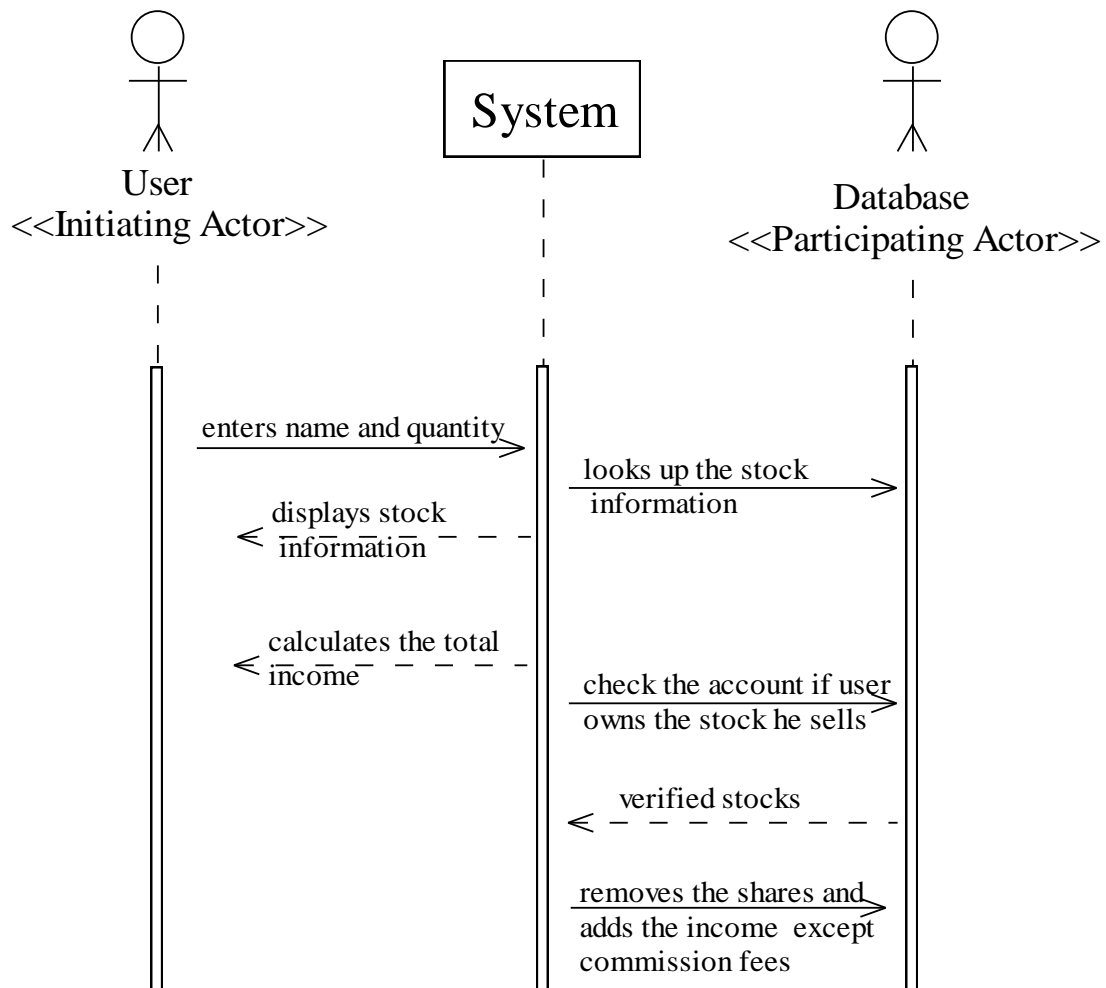 System
User
<<Initiating Actor>>
Database
<<Participating Actor>>
enters name and quantity
looks up the stock
information
displays stock
information
calculates the total
income
check the account if user
owns the stock he sells
verified stocks
removes the shares and
adds the income except
commission fees